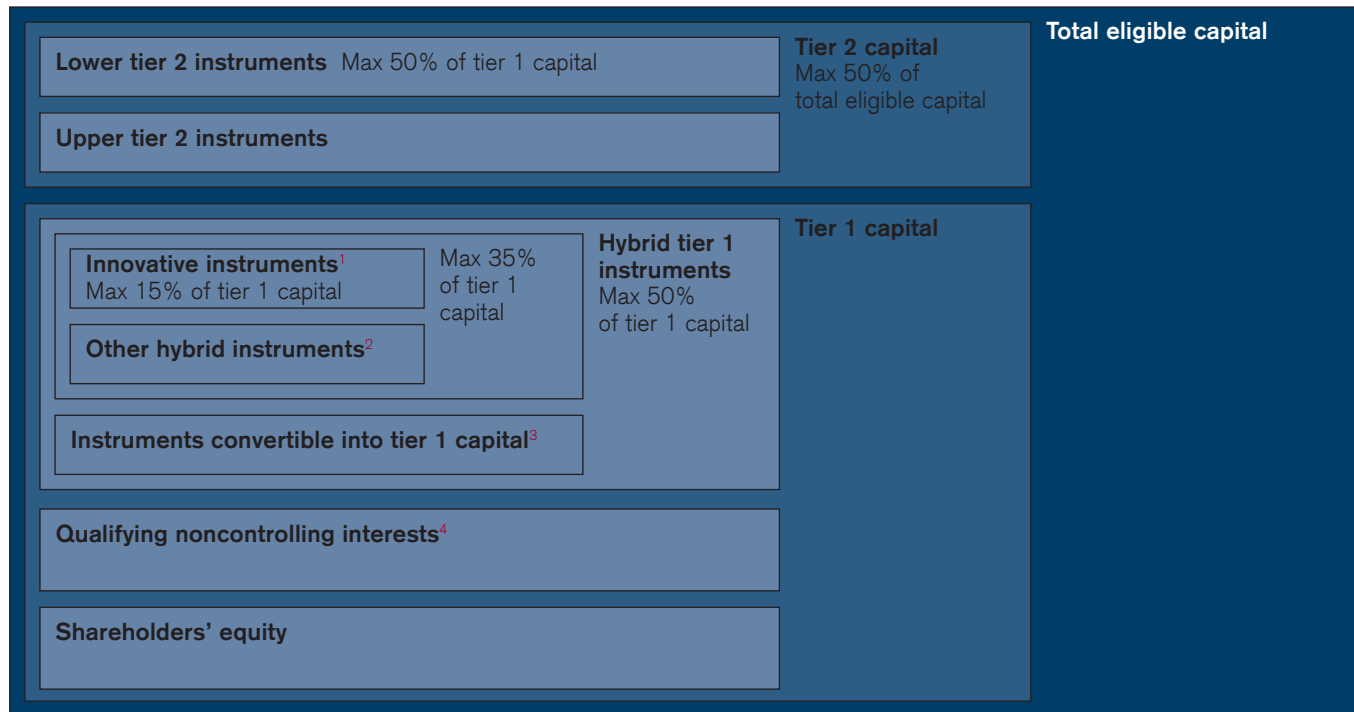 Total eligible capital
Lower tier 2 instruments Max 50% of tier 1 capital
Tier 2 capital
Max 50% of
total eligible capital
Upper tier 2 instruments
Tier 1 capital
Innovative instruments1
Max 15% of tier 1 capital
Max 35%
of tier 1
capital
Hybrid tier 1
instruments
Max 50%
of tier 1 capital
Other hybrid instruments2
Instruments convertible into tier 1 capital3
Qualifying noncontrolling interests4
Shareholders’ equity